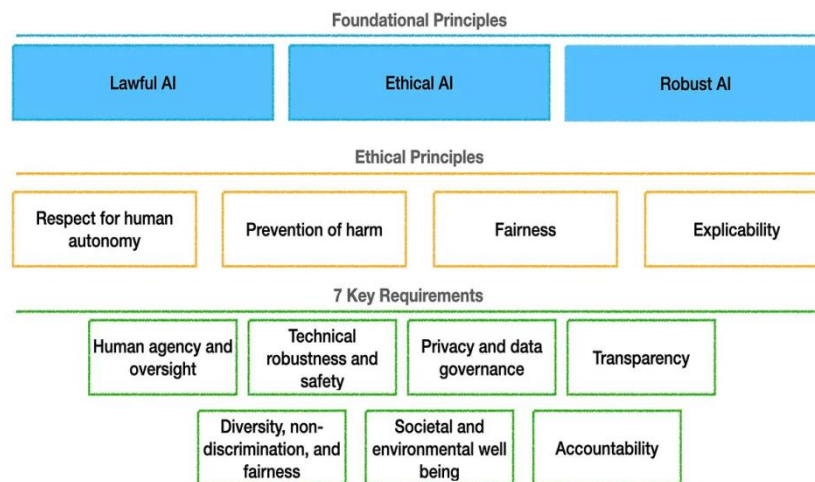 Foundational Principles
Lawful AI
Ethical AI
Robust AI
Ethical Principles
Respect for human
autonomy
Prevention of harm
Fairness
Explicability
7 Key Requirements
Human agency and
oversight
Technical
robustness and
safety
Privacy and data
governance
Transparency
Diversity, non-
discrimination, and
fairness
Societal and
environmental well
being
Accountability